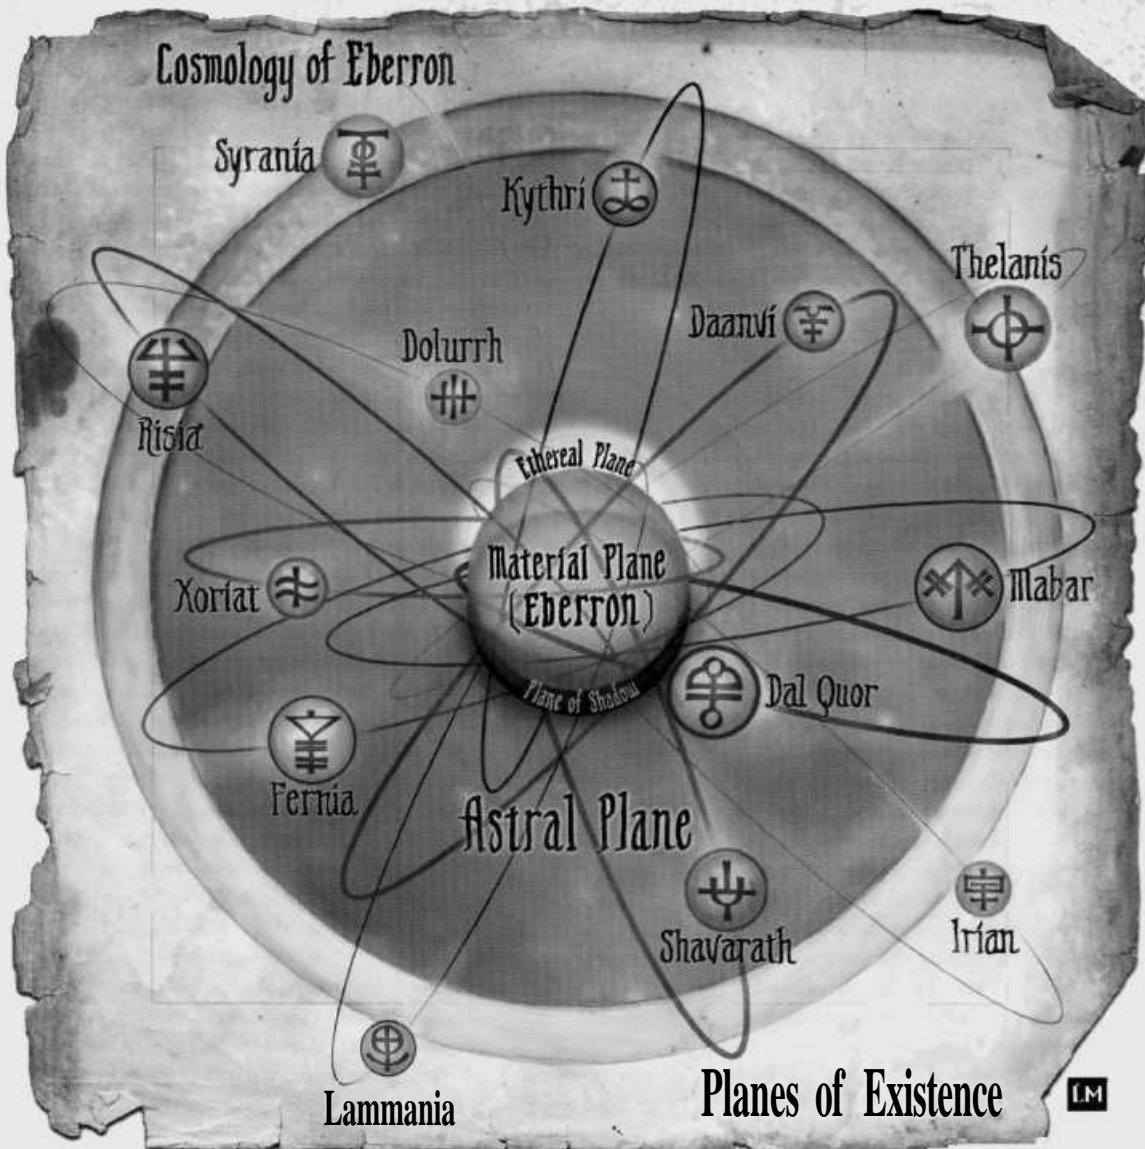 Cosmology of Eberron
Syrania
Kythri
Thelanis
Daanvi
Dolurrh
Risia
Ethereal Plane
Material Plane
(Eberron)
Xoriat
Mabar
Plane of Shadow
Dal Quor
Fernia
Astral Plane
Shavarath
Irian
Lammania
Planes of Existence
LM